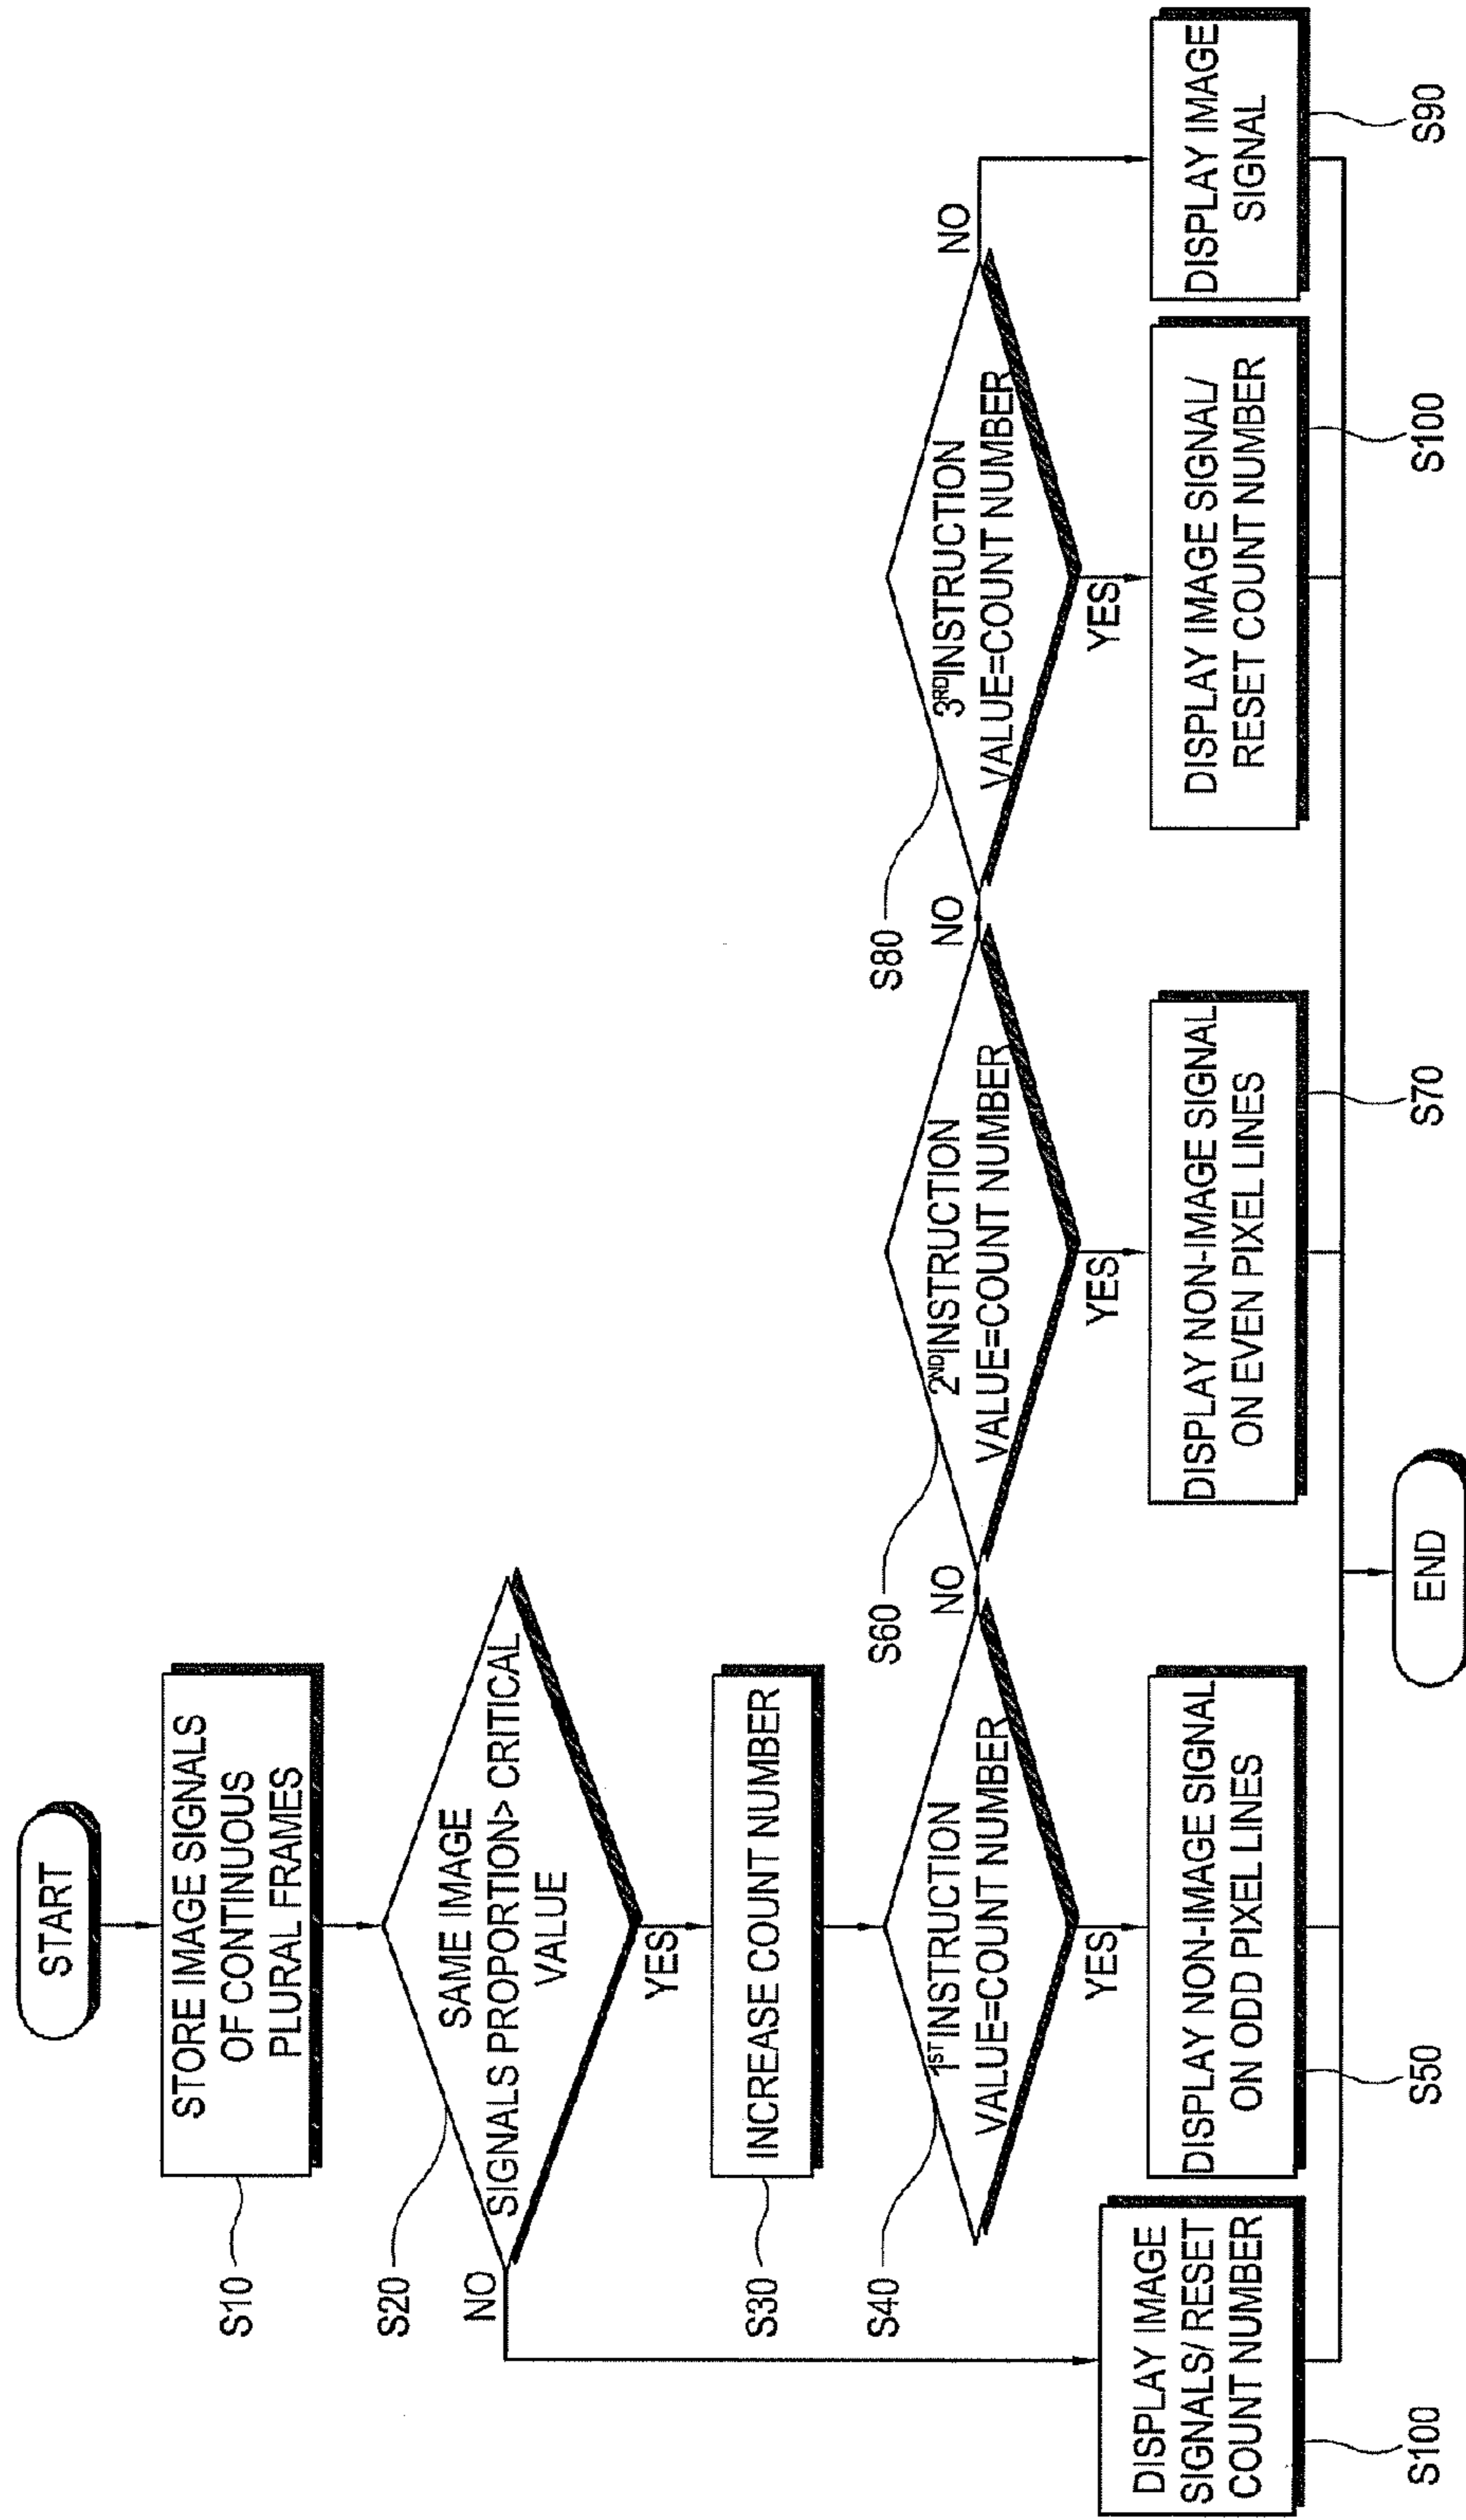 START
STORE IMAGE SIGNALS
OF CONTINUOUS
PLURAL FRAMES
S10
SAME IMAGE
SIGNALS PROPORTION> CRITICAL
VALUE
S20
NO
YES
INCREASE COUNT NUMBER
S30
1ST INSTRUCTION
VALUE=COUNT NUMBER
S40
NO
YES
2ND INSTRUCTION
VALUE=COUNT NUMBER
S60
NO
YES
3RD INSTRUCTION
VALUE=COUNT NUMBER
S80
NO
YES
DISPLAY IMAGE
SIGNALS/ RESET
COUNT NUMBER
S100
DISPLAY NON-IMAGE SIGNAL
ON ODD PIXEL LINES
S50
DISPLAY NON-IMAGE SIGNAL
ON EVEN PIXEL LINES
S70
DISPLAY IMAGE SIGNAL/
RESET COUNT NUMBER
S100
DISPLAY IMAGE
SIGNAL
S90
END